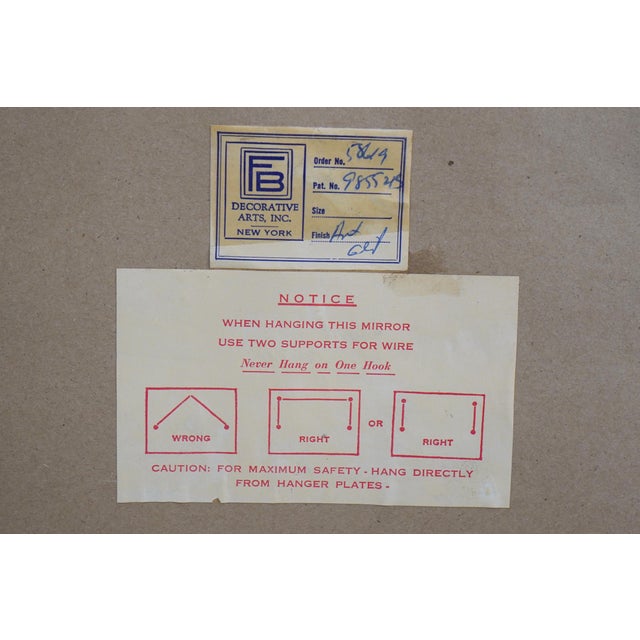 FB
DECORATIVE
ARTS, INC.
NEW YORK
Order No.
Pat. No.
Size
Finish Ant
NOTICE
WHEN HANGING THIS MIRROR
USE TWO SUPPORTS FOR WIRE
Never Hang on One Hook
WRONG
RIGHT
OR
RIGHT
CAUTION: FOR MAXIMUM SAFETY - HANG DIRECTLY
FROM HANGER PLATES -